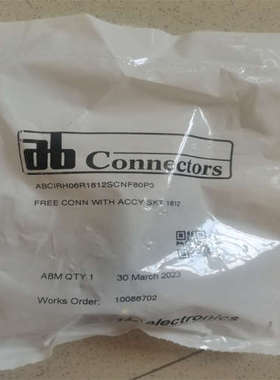 ab Connectors
ABCIRH06R1812SCNF80P3
FREE CONN WITH ACCY SKT 1812
ABM QTY 1 30 March 2023
Works Order: 10088702
electronics